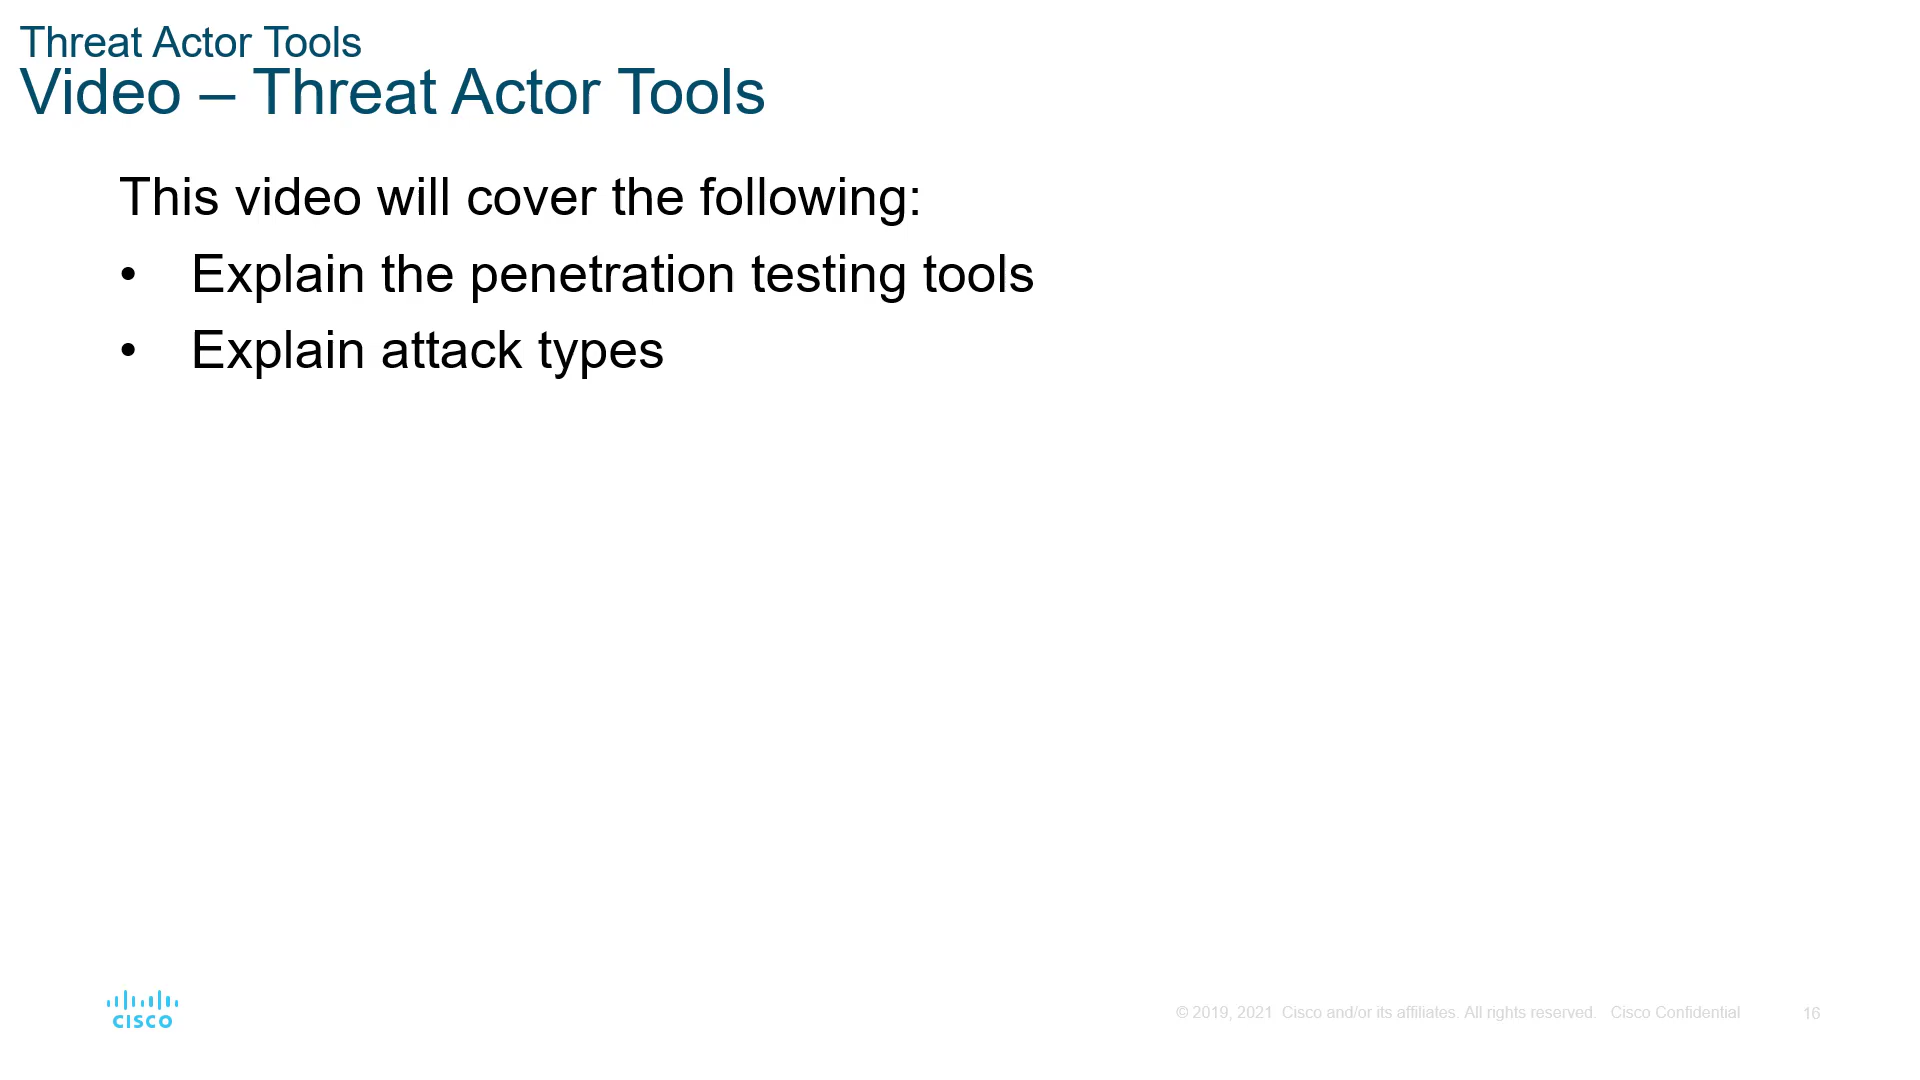 Threat Actor Tools
Video – Threat Actor Tools
This video will cover the following:
• Explain the penetration testing tools
• Explain attack types
CISCO
© 2019, 2021 Cisco and/or its affiliates. All rights reserved. Cisco Confidential
16